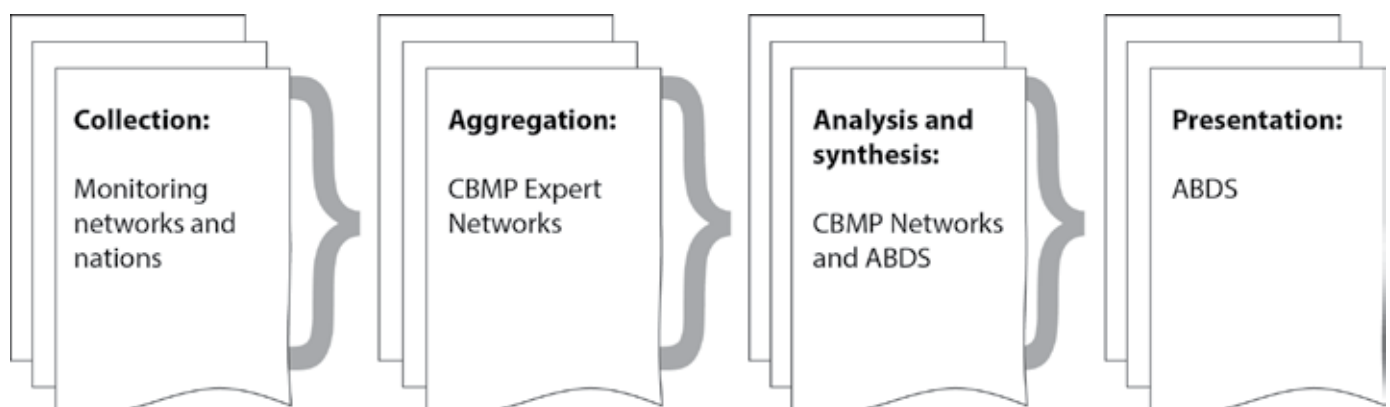 Collection:
Monitoring
networks and
nations
Aggregation:
CBMP Expert
Networks
Analysis and
synthesis:
CBMP Networks
and ABDS
Presentation:
ABDS